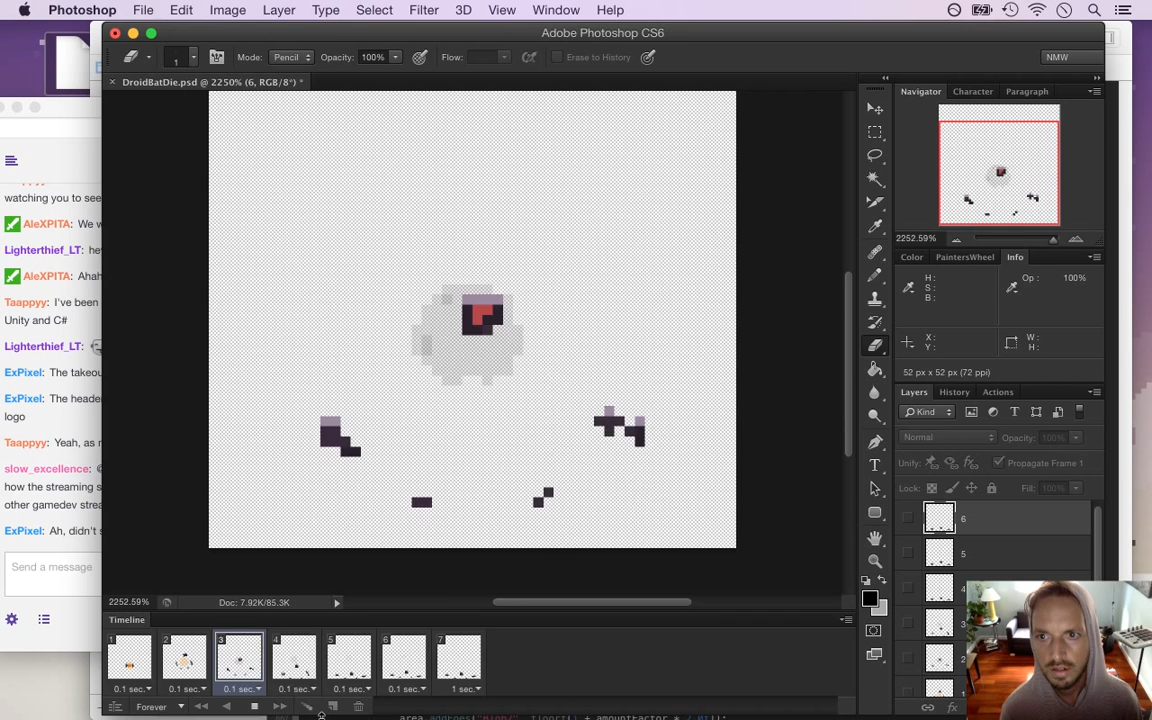 Photoshop File Edit Image Layer Type Select Filter 3D View Window Help
Adobe Photoshop CS6
1 Mode: Pencil Opacity: 100% Flow: Erase to History NMW
DroidBatDie.psd @ 2250% (6, RGB/8*) *
Navigator Character Paragraph
watching you to see
AleXPITA: We w
Lighterthief_LT: he
AleXPITA: Ahah
Taappyy: I've been
Unity and C#
Lighterthief_LT:
ExPixel: The takeou
ExPixel: The heade
logo
Taappyy: Yeah, as r
slow_excellence:
how the streaming s
other gamedev strea
ExPixel: Ah, didn't s
Send a message
2252.59%
Color PaintersWheel Info
H:
S:
B:
Op: 100%
X:
Y:
W:
H:
52 px x 52 px (72 ppi)
Layers History Actions
Kind
Normal Opacity: 100%
Unify: Propagate Frame 1
Lock: Fill: 100%
6
5
4
3
2
1
2252.59% Doc: 7.92K/85.3K
Timeline
1 2 3 4 5 6 7
0.1 sec. 0.1 sec. 0.1 sec. 0.1 sec. 0.1 sec. 0.1 sec. 1 sec.
Forever